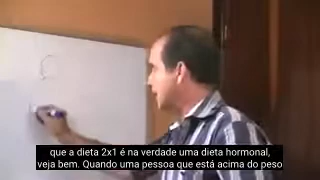 que a dieta 2x1 é na verdade uma dieta hormonal,
veja bem. Quando uma pessoa que está acima do peso